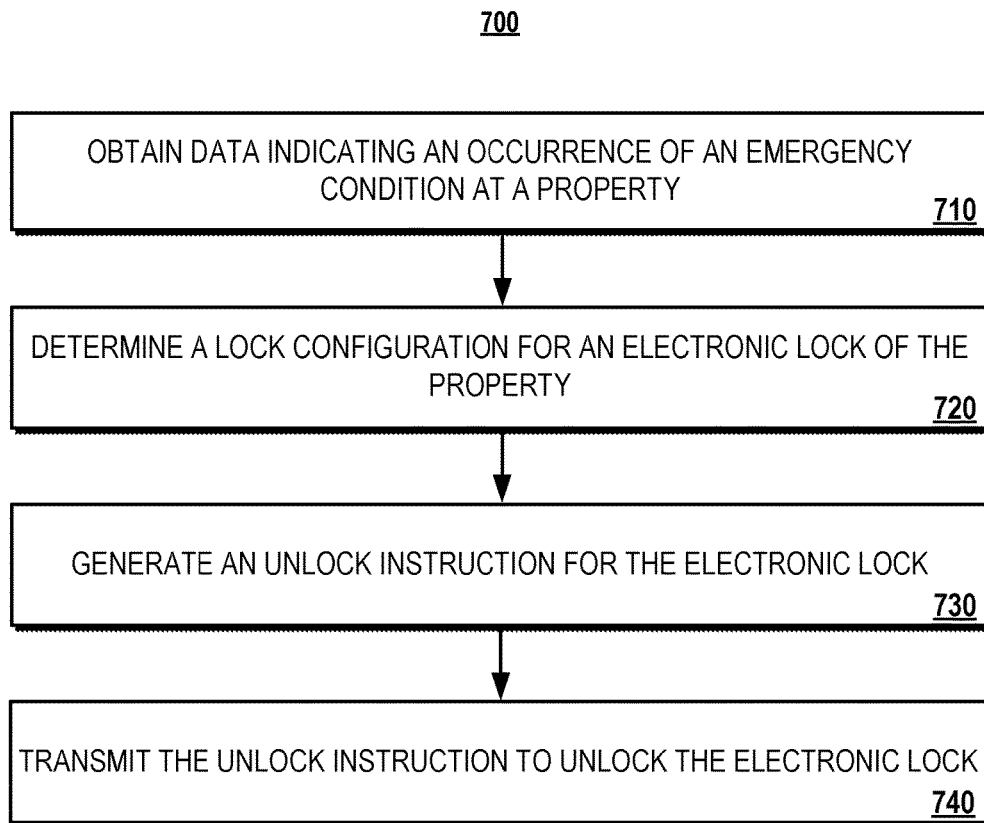 700
OBTAIN DATA INDICATING AN OCCURRENCE OF AN EMERGENCY
CONDITION AT A PROPERTY
710
DETERMINE A LOCK CONFIGURATION FOR AN ELECTRONIC LOCK OF THE
PROPERTY
720
GENERATE AN UNLOCK INSTRUCTION FOR THE ELECTRONIC LOCK
730
TRANSMIT THE UNLOCK INSTRUCTION TO UNLOCK THE ELECTRONIC LOCK
740